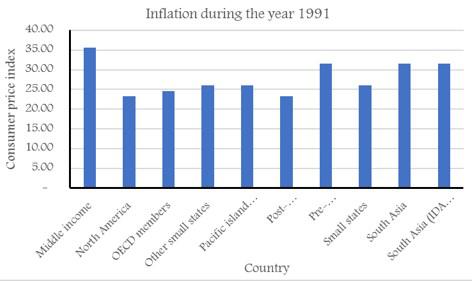 Inflation during the year 1991
Consumer price index
40.00
35.00
30.00
25.00
20.00
15.00
10.00
5.00
-
Middle income
North America
OECD members
Other small states
Pacific island...
Post-...
Pre-...
Small states
South Asia
South Asia (IDA...
Country